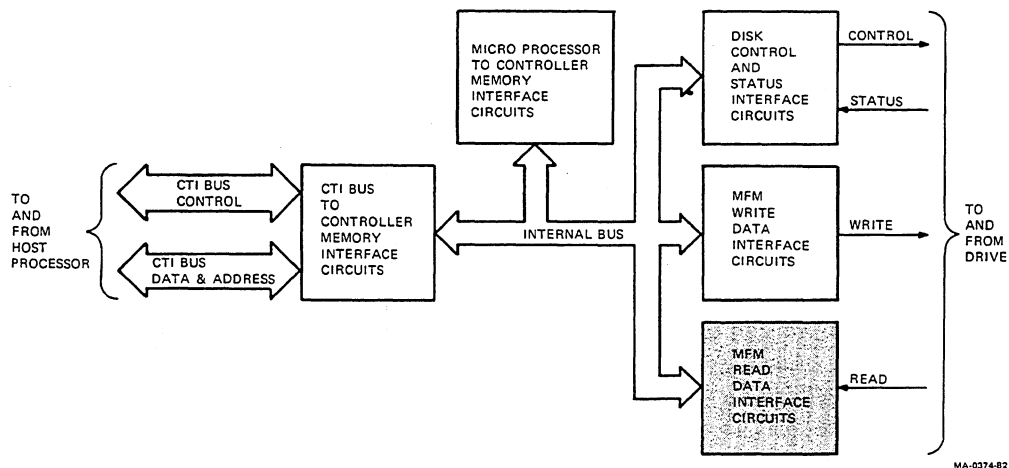 MICRO PROCESSOR
TO CONTROLLER
MEMORY
INTERFACE
CIRCUITS
DISK
CONTROL
AND
STATUS
INTERFACE
CIRCUITS
CONTROL
STATUS
TO
AND
FROM
HOST
PROCESSOR
CTI BUS
CONTROL
CTI BUS
DATA & ADDRESS
CTI BUS
TO
CONTROLLER
MEMORY
INTERFACE
CIRCUITS
INTERNAL BUS
MFM
WRITE
DATA
INTERFACE
CIRCUITS
WRITE
TO
AND
FROM
DRIVE
MFM
READ
DATA
INTERFACE
CIRCUITS
READ
MA-0374-82